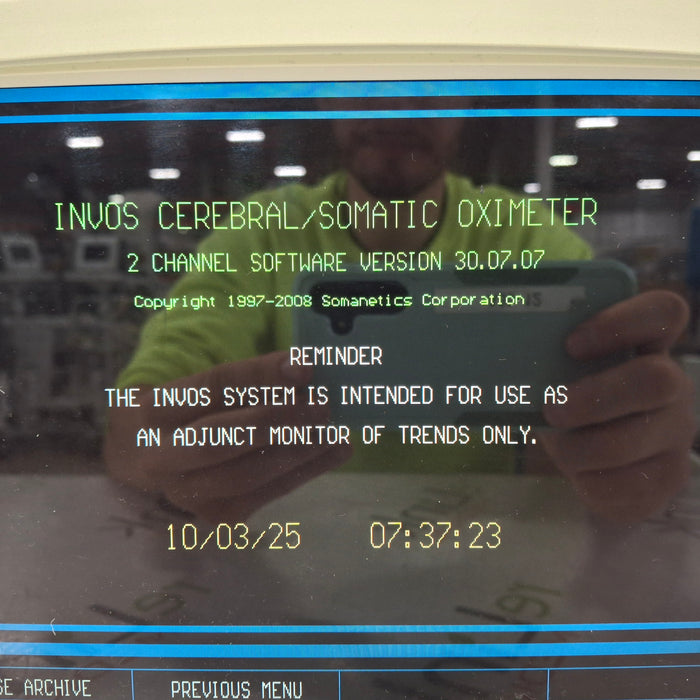 INVOS CEREBRAL/SOMATIC OXIMETER
2 CHANNEL SOFTWARE VERSION 30.07.07
Copyright 1997-2008 Somanetics Corporation
REMINDER
THE INVOS SYSTEM IS INTENDED FOR USE AS
AN ADJUNCT MONITOR OF TRENDS ONLY.
10/03/25 07:37:23
SE ARCHIVE PREVIOUS MENU